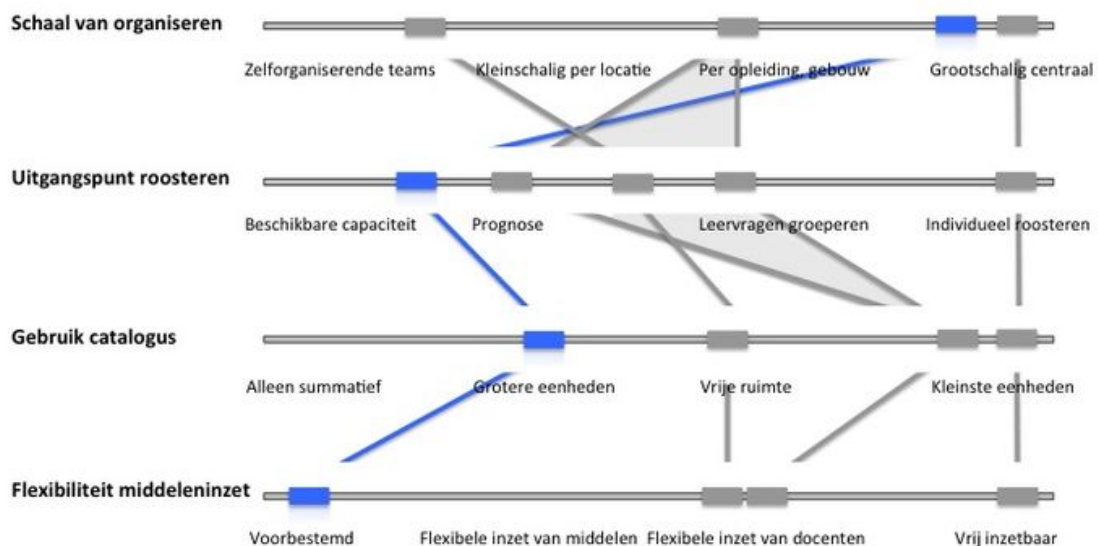 Schaal van organiseren
Zelforganiserende teams Kleinschalig per locatie Per opleiding, gebouw Grootschalig centraal
Uitgangspunt roosteren
Beschikbare capaciteit Prognose Leervragen groeperen Individueel roosteren
Gebruik catalogus
Alleen summatief Grotere eenheden Vrije ruimte Kleinste eenheden
Flexibiliteit middeleninzet
Voorbestemd Flexibele inzet van middelen Flexibele inzet van docenten Vrij inzetbaar